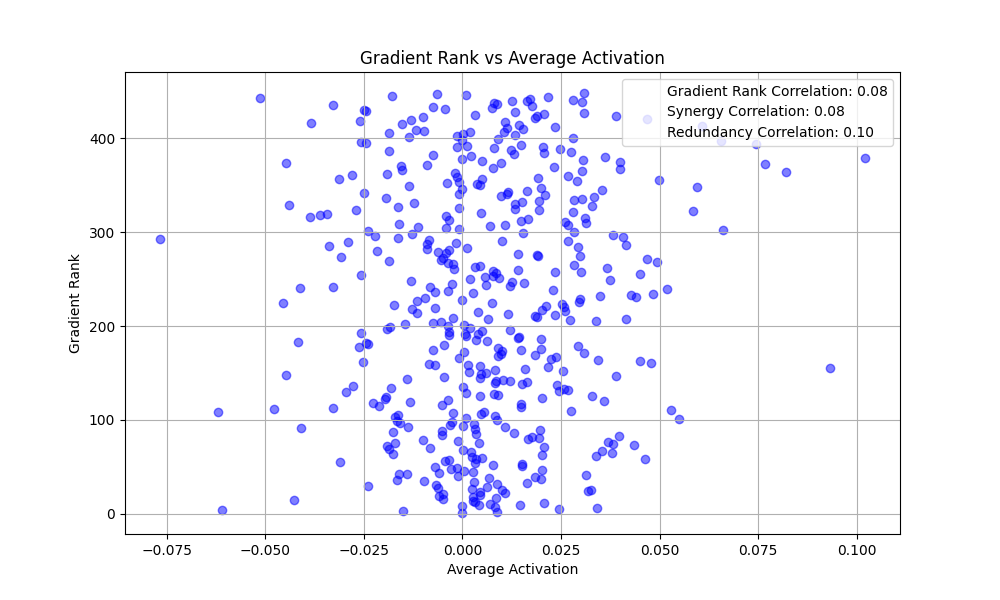 Gradient Rank vs Average Activation
Gradient Rank Correlation: 0.08
Synergy Correlation: 0.08
Redundancy Correlation: 0.10
400
300
200
100
0
Gradient Rank
−0.075 −0.050 −0.025 0.000 0.025 0.050 0.075 0.100
Average Activation